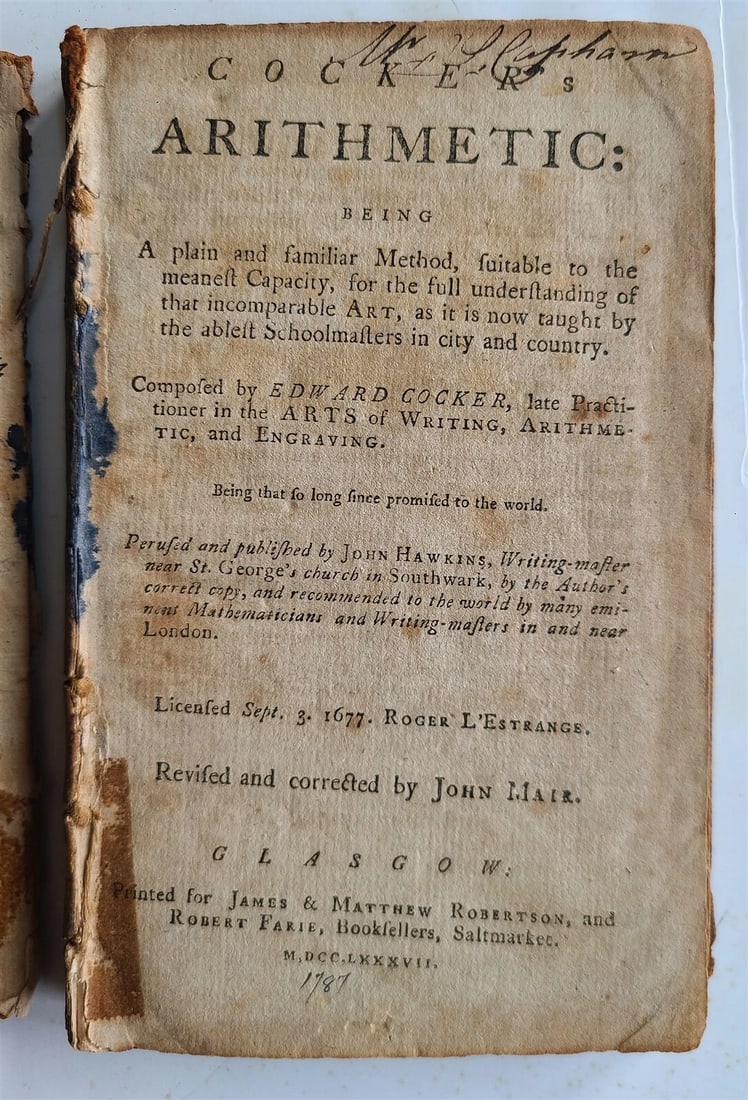 COCKER's
ARITHMETIC:
BEING
A plain and familiar Method, ſuitable to the
meaneſt Capacity, for the full underſtanding of
that incomparable ART, as it is now taught by
the ableſt Schoolmaſters in city and country.
Compoſed by EDWARD COCKER, late Practi-
tioner in the ARTS of WRITING, ARITHME-
TIC, and ENGRAVING.
Being that ſo long ſince promiſed to the world.
Peruſed and publiſhed by JOHN HAWKINS, Writing-maſter
near St. George's church in Southwark, by the Author's
correct copy, and recommended to the world by many emi-
nent Mathematicians and Writing-maſters in and near
London.
Licenſed Sept. 3. 1677. ROGER L'ESTRANGE.
Reviſed and corrected by JOHN MAIR.
GLASGOW:
Printed for JAMES & MATTHEW ROBERTSON, and
ROBERT FARIE, Bookſellers, Saltmarket.
M,DCC.LXXXVII.
1787